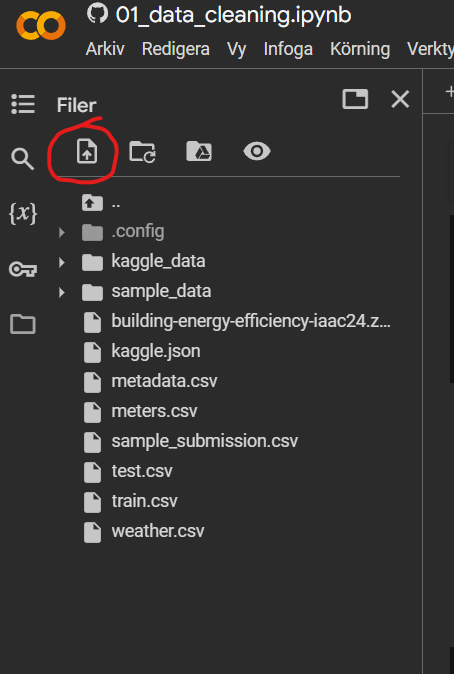 01_data_cleaning.ipynb
Arkiv Redigera Vy Infoga Körning Verkty
Filer
{x}
..
.config
kaggle_data
sample_data
building-energy-efficiency-iaac24.z...
kaggle.json
metadata.csv
meters.csv
sample_submission.csv
test.csv
train.csv
weather.csv